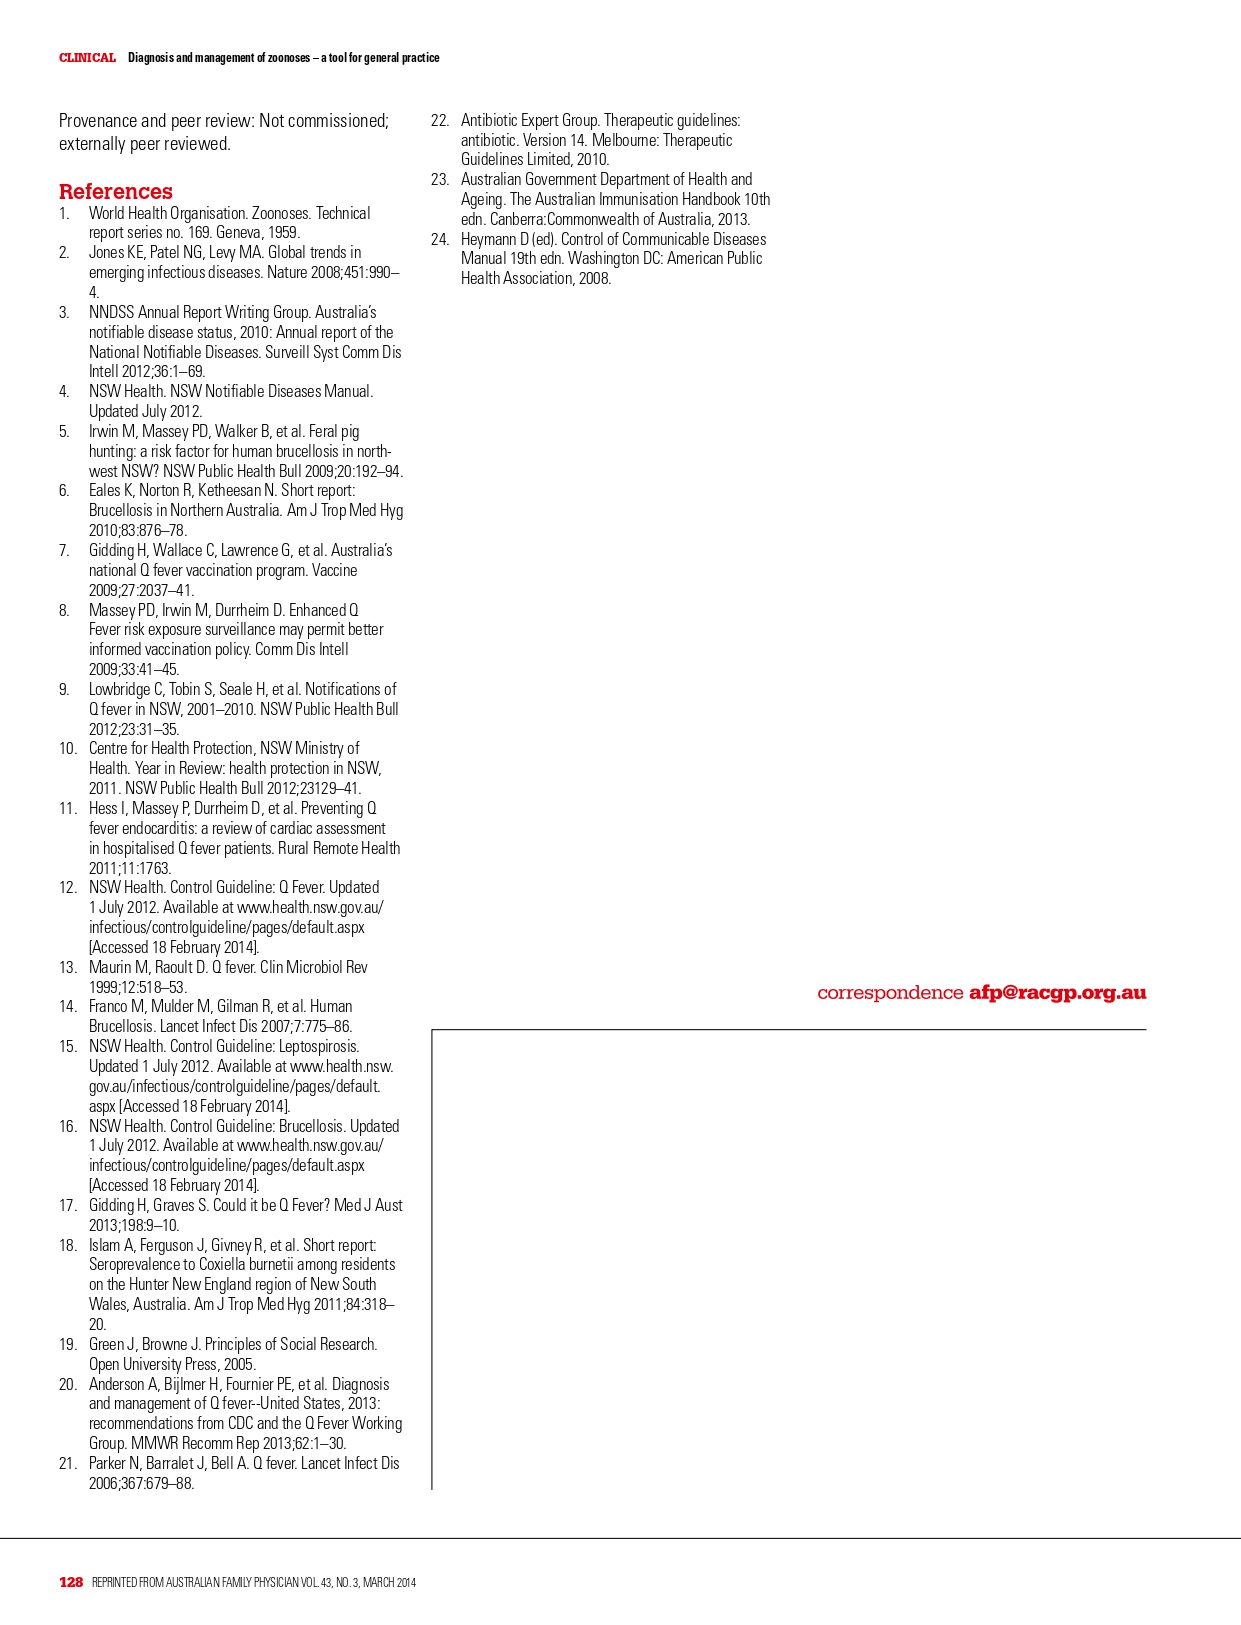 CLINICAL Diagnosis and management of zoonoses – a tool for general practice
Provenance and peer review: Not commissioned;
externally peer reviewed.
References
1. World Health Organisation. Zoonoses. Technical
report series no. 169. Geneva, 1959.
2. Jones KE, Patel NG, Levy MA. Global trends in
emerging infectious diseases. Nature 2008;451:990–
4.
3. NNDSS Annual Report Writing Group. Australia's
notifiable disease status, 2010: Annual report of the
National Notifiable Diseases. Surveill Syst Comm Dis
Intell 2012;36:1–69.
4. NSW Health. NSW Notifiable Diseases Manual.
Updated July 2012.
5. Irwin M, Massey PD, Walker B, et al. Feral pig
hunting: a risk factor for human brucellosis in north-
west NSW? NSW Public Health Bull 2009;20:192–94.
6. Eales K, Norton R, Ketheesan N. Short report:
Brucellosis in Northern Australia. Am J Trop Med Hyg
2010;83:876–78.
7. Gidding H, Wallace C, Lawrence G, et al. Australia's
national Q fever vaccination program. Vaccine
2009;27:2037–41.
8. Massey PD, Irwin M, Durrheim D. Enhanced Q
Fever risk exposure surveillance may permit better
informed vaccination policy. Comm Dis Intell
2009;33:41–45.
9. Lowbridge C, Tobin S, Seale H, et al. Notifications of
Q fever in NSW, 2001–2010. NSW Public Health Bull
2012;23:31–35.
10. Centre for Health Protection, NSW Ministry of
Health. Year in Review: health protection in NSW,
2011. NSW Public Health Bull 2012;23129–41.
11. Hess I, Massey P, Durrheim D, et al. Preventing Q
fever endocarditis: a review of cardiac assessment
in hospitalised Q fever patients. Rural Remote Health
2011;11:1763.
12. NSW Health. Control Guideline: Q Fever. Updated
1 July 2012. Available at www.health.nsw.gov.au/
infectious/controlguideline/pages/default.aspx
[Accessed 18 February 2014].
13. Maurin M, Raoult D. Q fever. Clin Microbiol Rev
1999;12:518–53.
14. Franco M, Mulder M, Gilman R, et al. Human
Brucellosis. Lancet Infect Dis 2007;7:775–86.
15. NSW Health. Control Guideline: Leptospirosis.
Updated 1 July 2012. Available at www.health.nsw.
gov.au/infectious/controlguideline/pages/default.
aspx [Accessed 18 February 2014].
16. NSW Health. Control Guideline: Brucellosis. Updated
1 July 2012. Available at www.health.nsw.gov.au/
infectious/controlguideline/pages/default.aspx
[Accessed 18 February 2014].
17. Gidding H, Graves S. Could it be Q Fever? Med J Aust
2013;198:9–10.
18. Islam A, Ferguson J, Givney R, et al. Short report:
Seroprevalence to Coxiella burnetii among residents
on the Hunter New England region of New South
Wales, Australia. Am J Trop Med Hyg 2011;84:318–
20.
19. Green J, Browne J. Principles of Social Research.
Open University Press, 2005.
20. Anderson A, Bijlmer H, Fournier PE, et al. Diagnosis
and management of Q fever--United States, 2013:
recommendations from CDC and the Q Fever Working
Group. MMWR Recomm Rep 2013;62:1–30.
21. Parker N, Barralet J, Bell A. Q fever. Lancet Infect Dis
2006;367:679–88.
22. Antibiotic Expert Group. Therapeutic guidelines:
antibiotic. Version 14. Melbourne: Therapeutic
Guidelines Limited, 2010.
23. Australian Government Department of Health and
Ageing. The Australian Immunisation Handbook 10th
edn. Canberra:Commonwealth of Australia, 2013.
24. Heymann D (ed). Control of Communicable Diseases
Manual 19th edn. Washington DC: American Public
Health Association, 2008.
correspondence afp@racgp.org.au
128 REPRINTED FROM AUSTRALIAN FAMILY PHYSICIAN VOL. 43, NO. 3, MARCH 2014